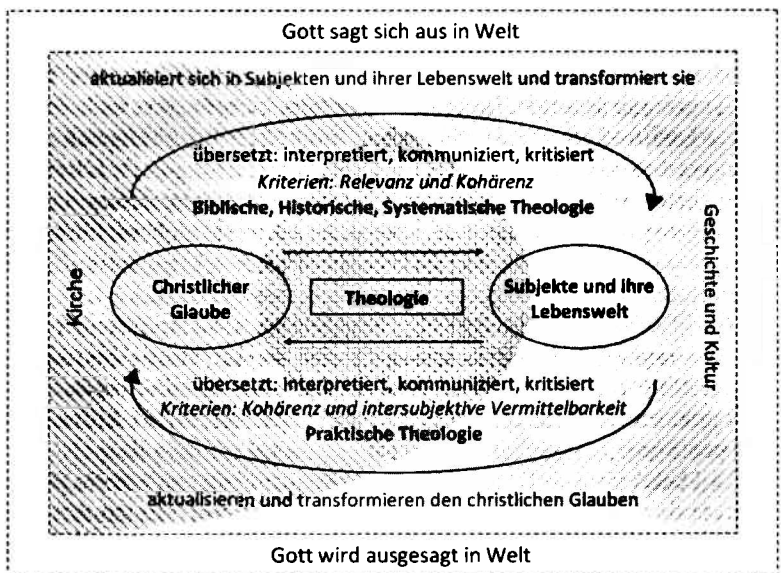 Gott sagt sich aus in Welt
aktualisiert sich in Subjekten und ihrer Lebenswelt und transformiert sie
übersetzt: interpretiert, kommuniziert, kritisiert
Kriterien: Relevanz und Kohärenz
Biblische, Historische, Systematische Theologie
Kirche
Christlicher
Glaube
Theologie
Subjekte und ihre
Lebenswelt
Geschichte und Kultur
übersetzt: interpretiert, kommuniziert, kritisiert
Kriterien: Kohärenz und intersubjektive Vermittelbarkeit
Praktische Theologie
aktualisieren und transformieren den christlichen Glauben
Gott wird ausgesagt in Welt